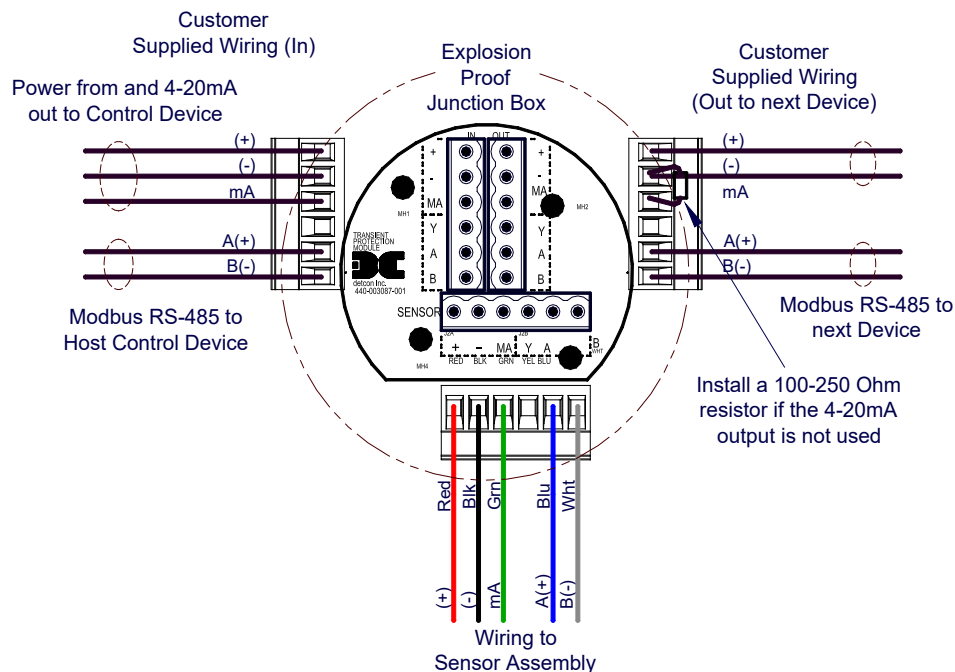 Customer
Supplied Wiring (In)
Power from and 4-20mA
out to Control Device
(+)
(-)
mA
A(+)
B(-)
Modbus RS-485 to
Host Control Device
Explosion
Proof
Junction Box
IN OUT
+
-
MA
MA
Y
Y
A
A
B
B
MH1
MH2
TRANSIENT
PROTECTION
MODULE
detcon Inc.
440-003087-001
SENSOR
J2A J2B
+ – MA Y A B
RED BLK GRN YEL BLU WHT
MH4
Customer
Supplied Wiring
(Out to next Device)
(+)
(-)
mA
A(+)
B(-)
Modbus RS-485 to
next Device
Install a 100-250 Ohm
resistor if the 4-20mA
output is not used
Red
Blk
Grn
Blu
Wht
(+)
(-)
mA
A(+)
B(-)
Wiring to
Sensor Assembly